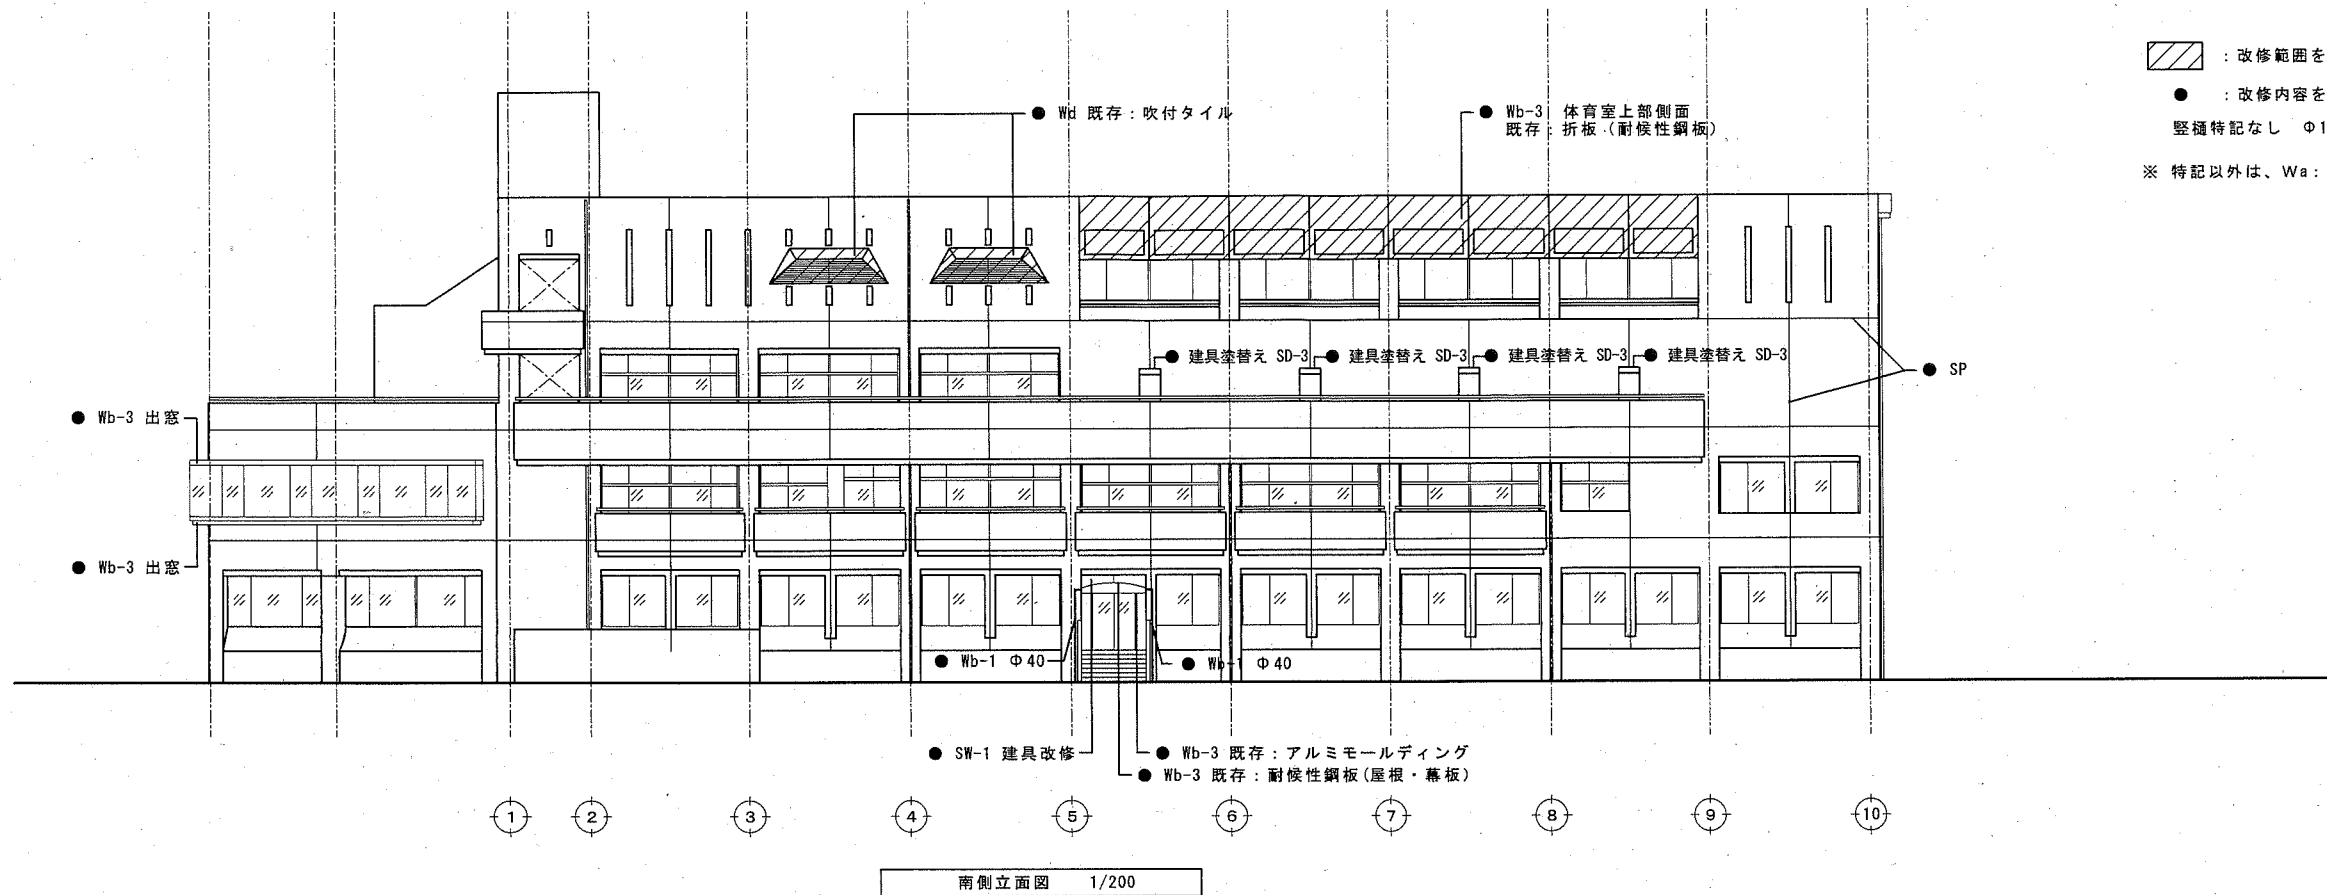 ：改修範囲を
● ：改修内容を
竪樋特記なし Φ1
※ 特記以外は、Wa：
● Wd 既存：吹付タイル
● Wb-3 体育室上部側面
既存：折板（耐候性鋼板）
● 建具塗替え SD-3
● 建具塗替え SD-3
● 建具塗替え SD-3
● 建具塗替え SD-3
● SP
● Wb-3 出窓
● Wb-3 出窓
● Wb-1 Φ40
● Wb-1 Φ40
● SW-1 建具改修
● Wb-3 既存：アルミモールディング
● Wb-3 既存：耐候性鋼板(屋根・幕板)
1 2 3 4 5 6 7 8 9 10
南側立面図 1/200